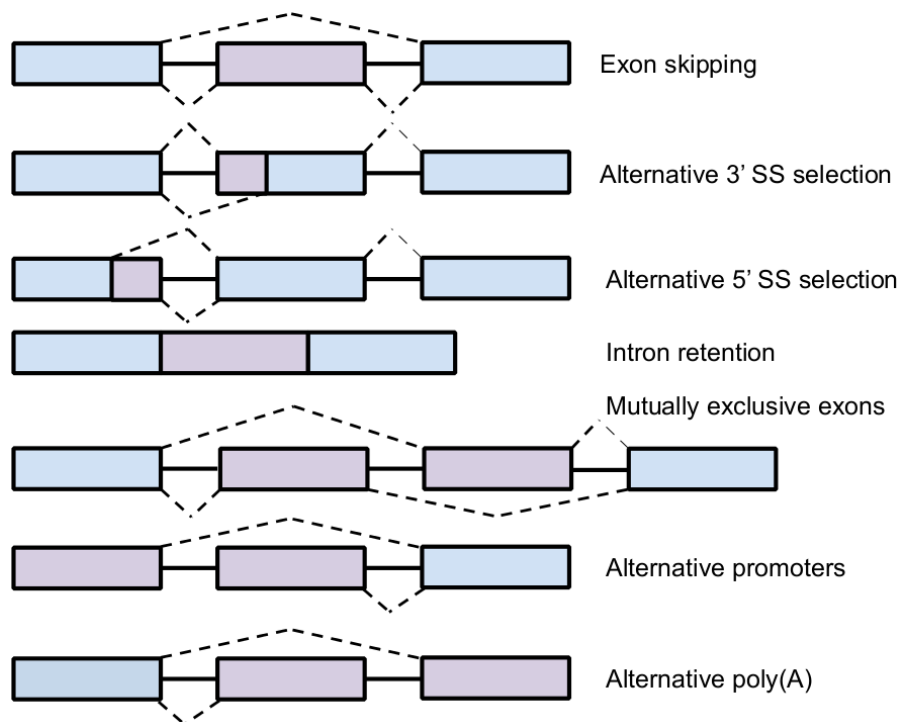 Exon skipping
Alternative 3’ SS selection
Alternative 5’ SS selection
Intron retention
Mutually exclusive exons
Alternative promoters
Alternative poly(A)